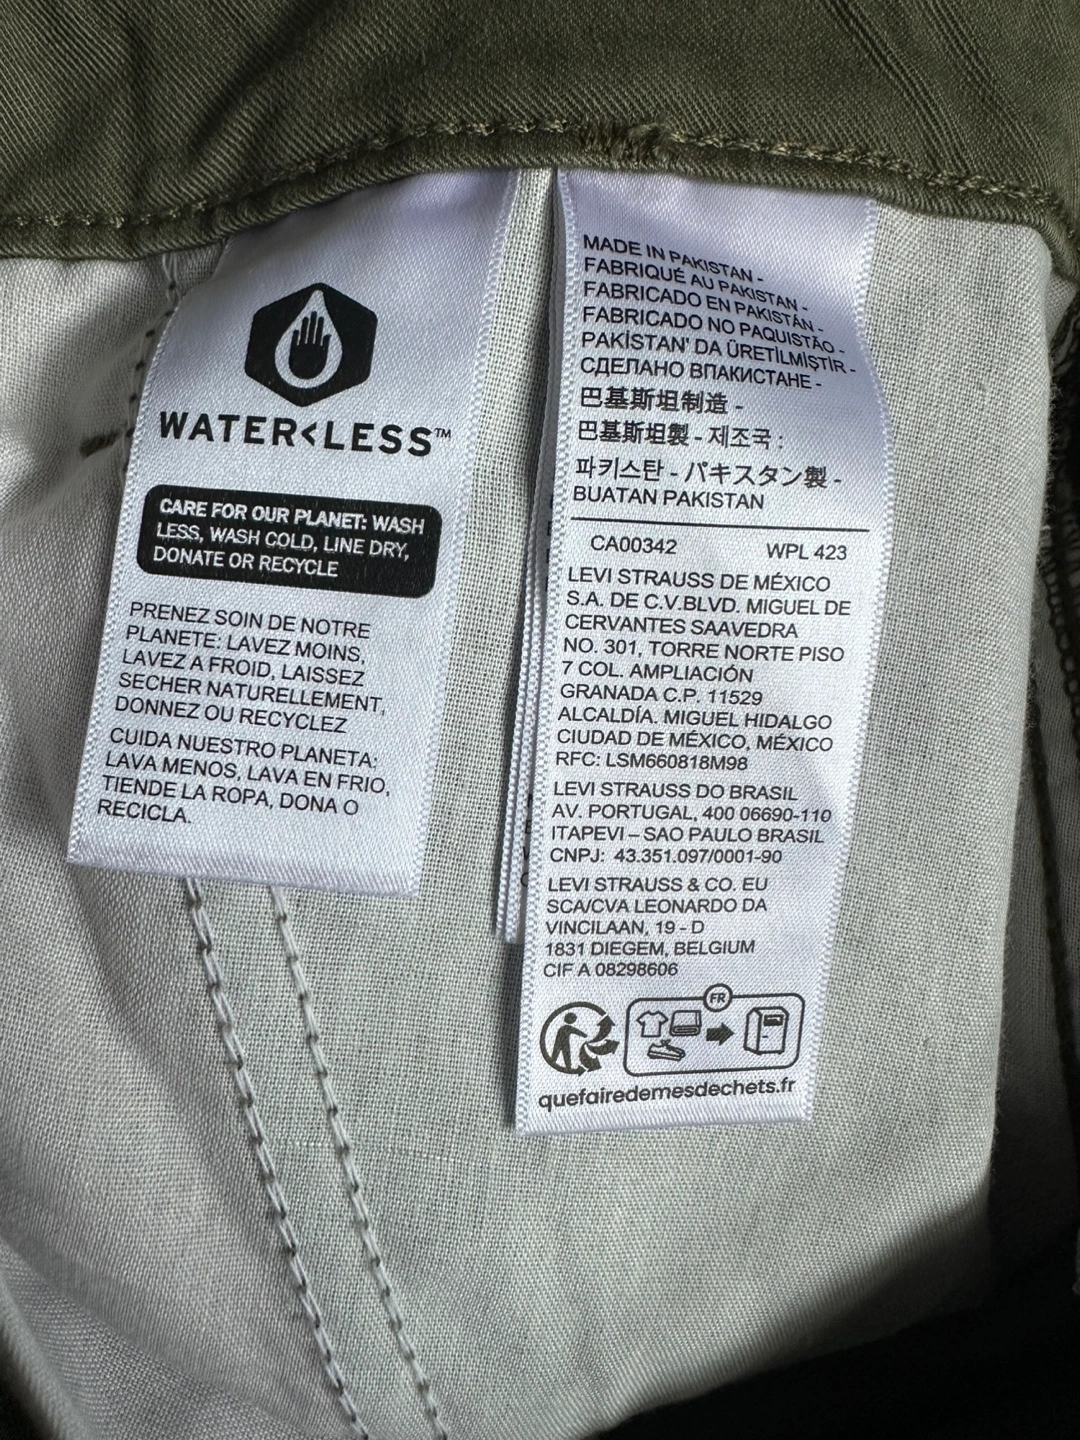 WATER<LESS™
CARE FOR OUR PLANET: WASH
LESS, WASH COLD, LINE DRY,
DONATE OR RECYCLE
PRENEZ SOIN DE NOTRE
PLANETE: LAVEZ MOINS,
LAVEZ A FROID, LAISSEZ
SECHER NATURELLEMENT,
DONNEZ OU RECYCLEZ
CUIDA NUESTRO PLANETA:
LAVA MENOS, LAVA EN FRIO,
TIENDE LA ROPA, DONA O
RECICLA.
MADE IN PAKISTAN -
FABRIQUÉ AU PAKISTAN -
FABRICADO EN PAKISTÁN -
FABRICADO NO PAQUISTÃO -
PAKİSTAN' DA ÜRETİLMİŞTİR -
СДЕЛАНО ВПАКИСТАНЕ -
巴基斯坦制造 -
巴基斯坦製 - 제조국 :
파키스탄 - パキスタン製 -
BUATAN PAKISTAN
CA00342 WPL 423
LEVI STRAUSS DE MÉXICO
S.A. DE C.V.BLVD. MIGUEL DE
CERVANTES SAAVEDRA
NO. 301, TORRE NORTE PISO
7 COL. AMPLIACIÓN
GRANADA C.P. 11529
ALCALDÍA. MIGUEL HIDALGO
CIUDAD DE MÉXICO, MÉXICO
RFC: LSM660818M98
LEVI STRAUSS DO BRASIL
AV. PORTUGAL, 400 06690-110
ITAPEVI – SAO PAULO BRASIL
CNPJ: 43.351.097/0001-90
LEVI STRAUSS & CO. EU
SCA/CVA LEONARDO DA
VINCILAAN, 19 - D
1831 DIEGEM, BELGIUM
CIF A 08298606
FR
quefairedemesdechets.fr